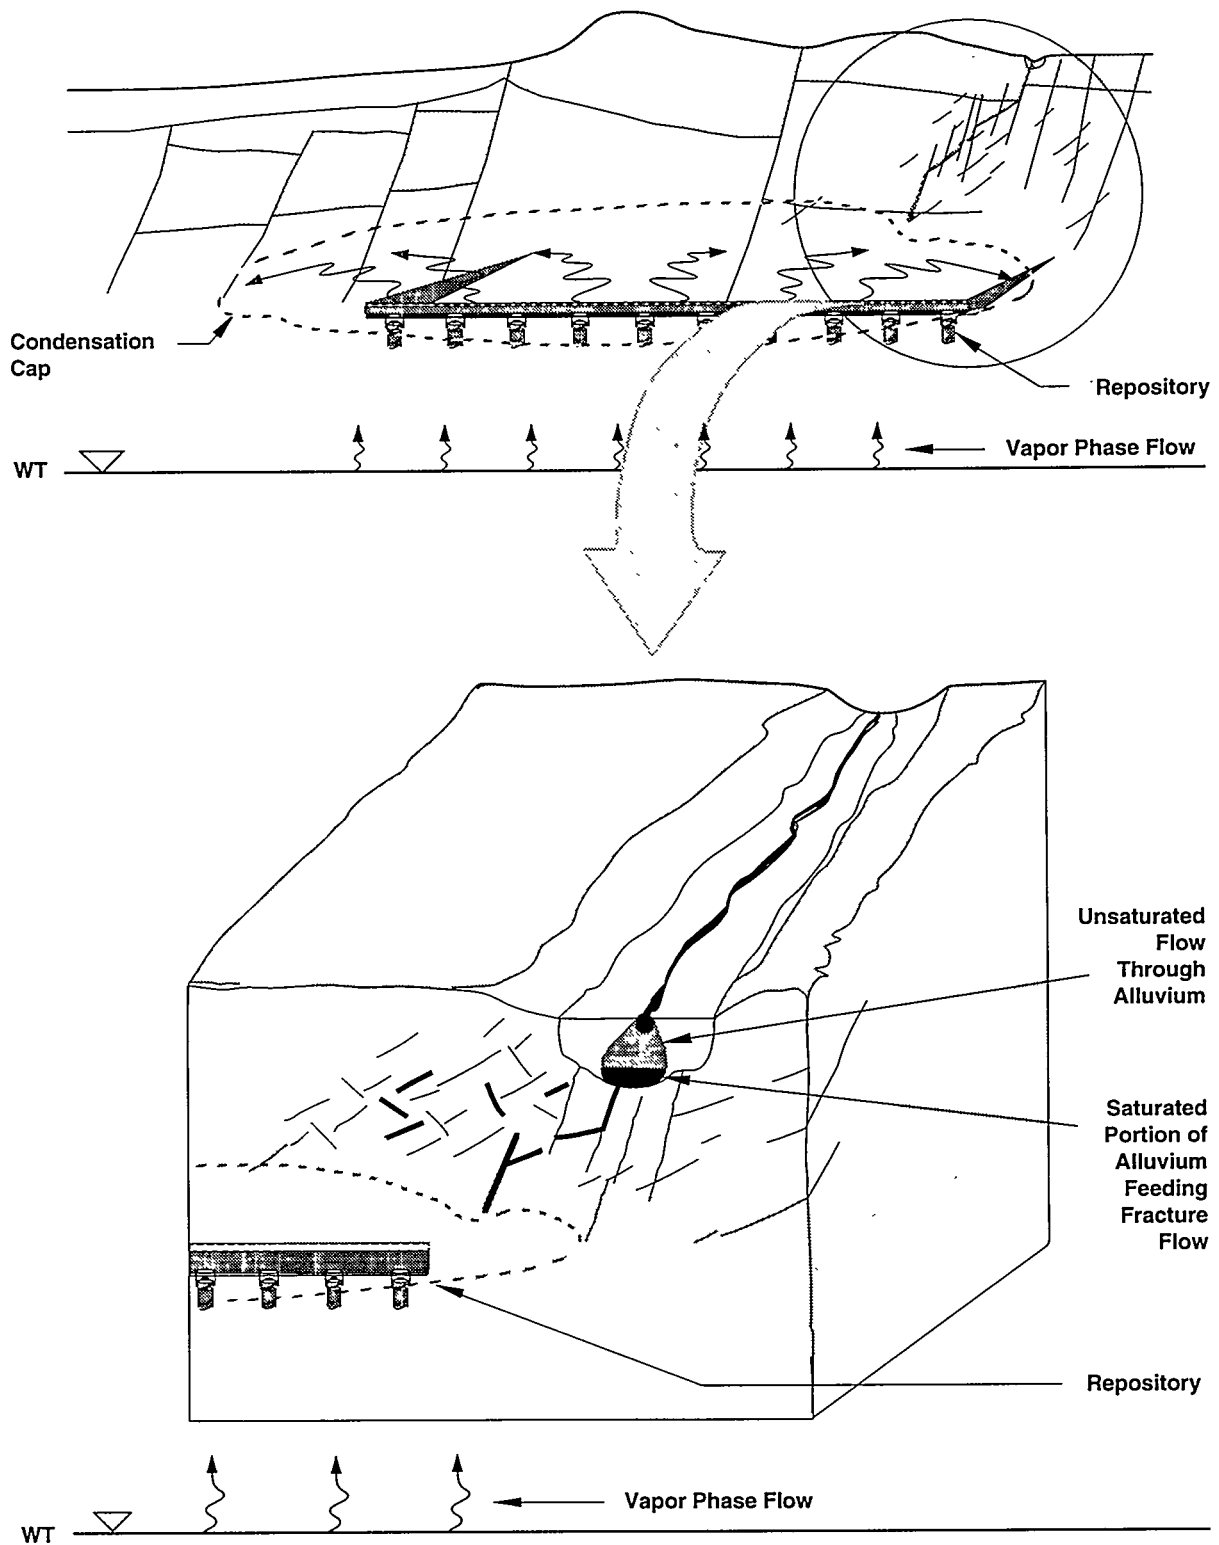 Condensation
Cap
Repository
Vapor Phase Flow
WT
Unsaturated
Flow
Through
Alluvium
Saturated
Portion of
Alluvium
Feeding
Fracture
Flow
Repository
Vapor Phase Flow
WT